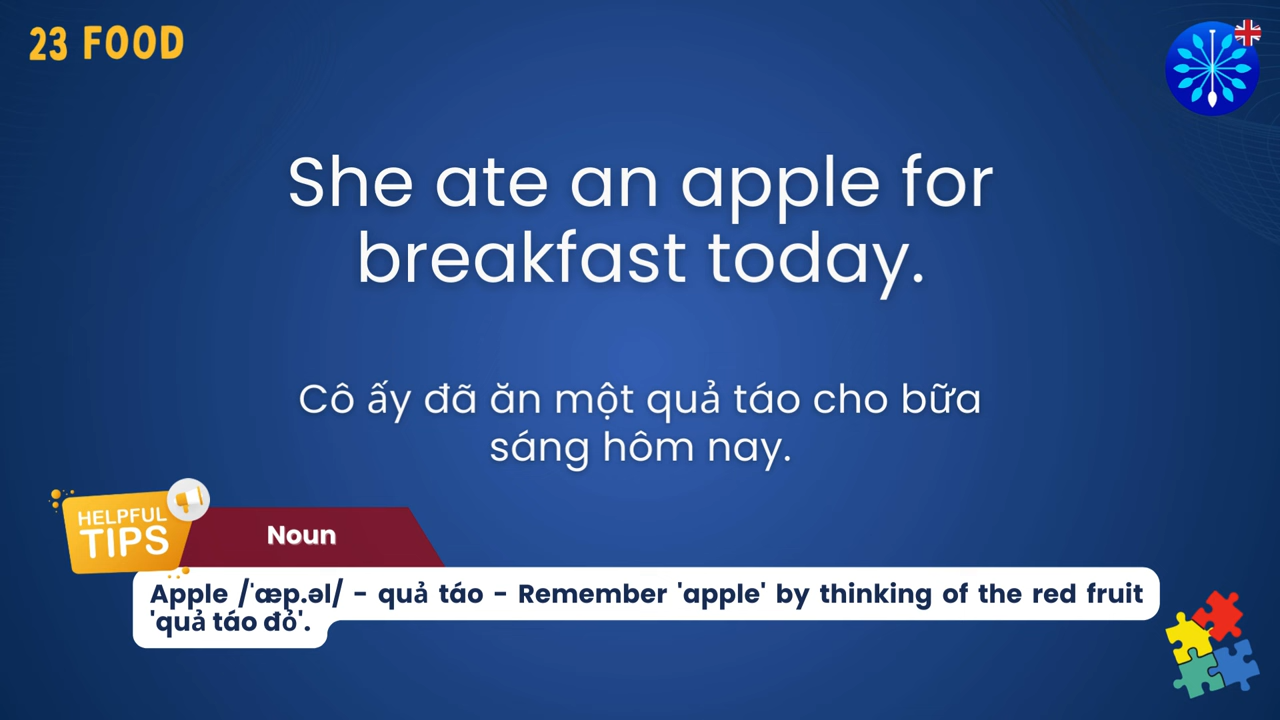 23 FOOD
She ate an apple for
breakfast today.
Cô ấy đã ăn một quả táo cho bữa
sáng hôm nay.
HELPFUL
TIPS
Noun
Apple /ˈæp.əl/ - quả táo - Remember 'apple' by thinking of the red fruit
'quả táo đỏ'.